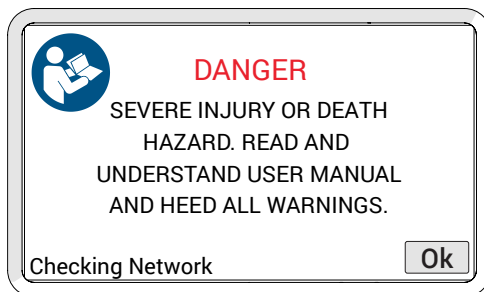 DANGER
SEVERE INJURY OR DEATH
HAZARD. READ AND
UNDERSTAND USER MANUAL
AND HEED ALL WARNINGS.
Checking Network
Ok